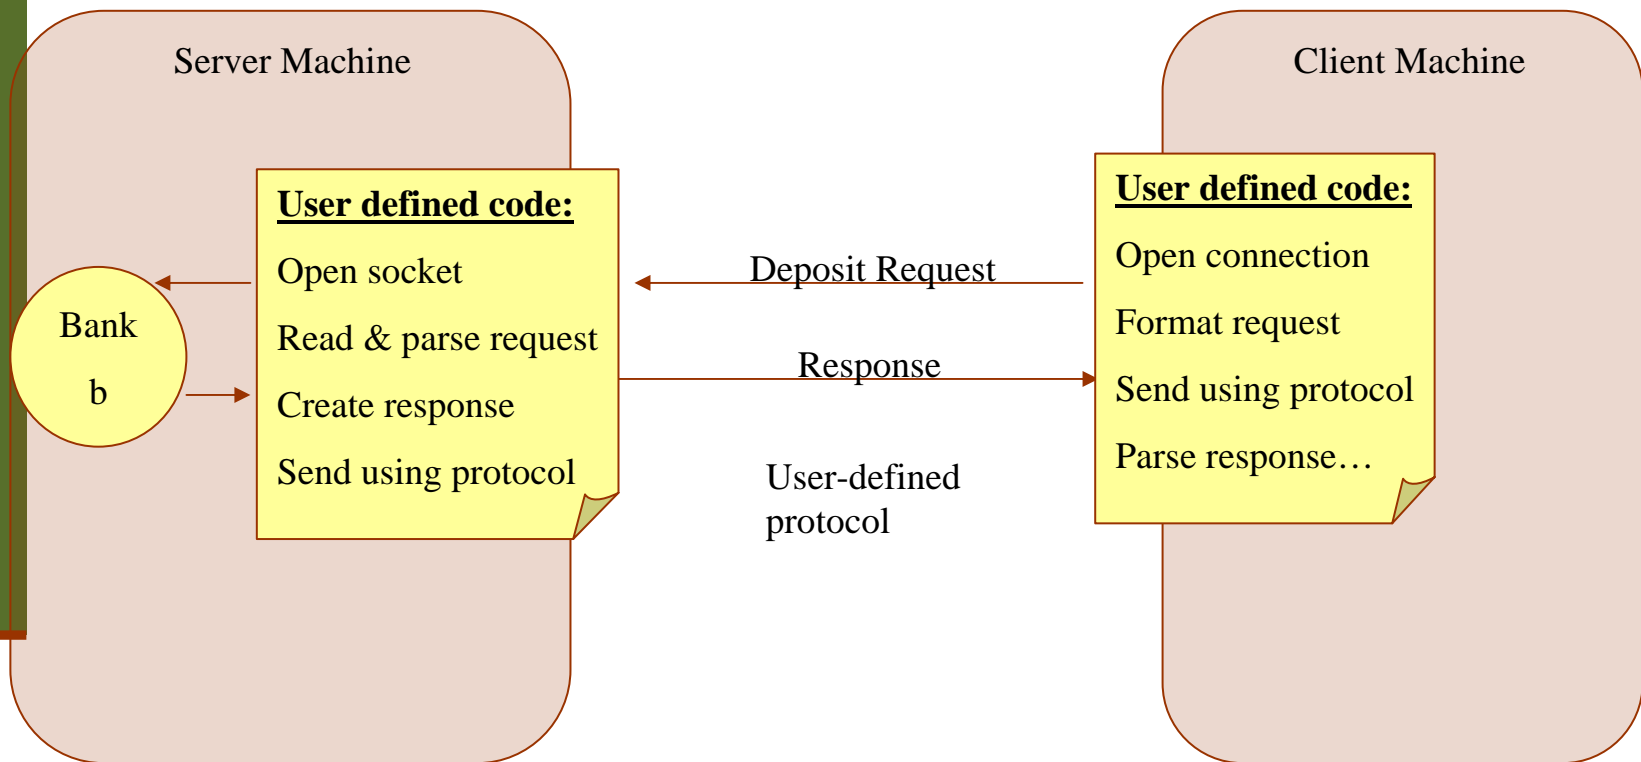 Server Machine
Client Machine
User defined code:
Open socket
Read & parse request
Create response
Send using protocol
Bank
b
Deposit Request
Response
User-defined
protocol
User defined code:
Open connection
Format request
Send using protocol
Parse response…